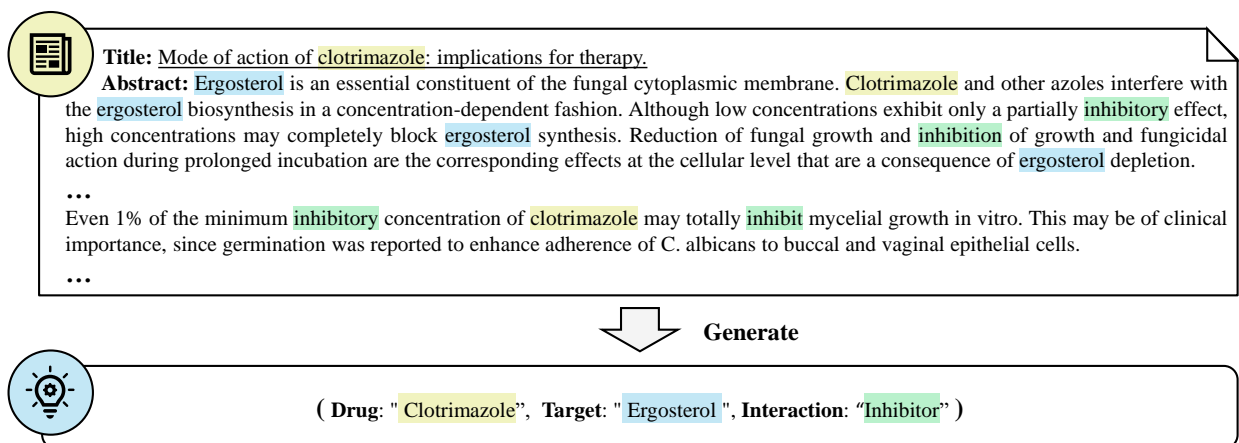 Title: Mode of action of clotrimazole: implications for therapy.
Abstract: Ergosterol is an essential constituent of the fungal cytoplasmic membrane. Clotrimazole and other azoles interfere with
the ergosterol biosynthesis in a concentration-dependent fashion. Although low concentrations exhibit only a partially inhibitory effect,
high concentrations may completely block ergosterol synthesis. Reduction of fungal growth and inhibition of growth and fungicidal
action during prolonged incubation are the corresponding effects at the cellular level that are a consequence of ergosterol depletion.
...
Even 1% of the minimum inhibitory concentration of clotrimazole may totally inhibit mycelial growth in vitro. This may be of clinical
importance, since germination was reported to enhance adherence of C. albicans to buccal and vaginal epithelial cells.
...
Generate
( Drug: " Clotrimazole”, Target: " Ergosterol ", Interaction: “Inhibitor” )